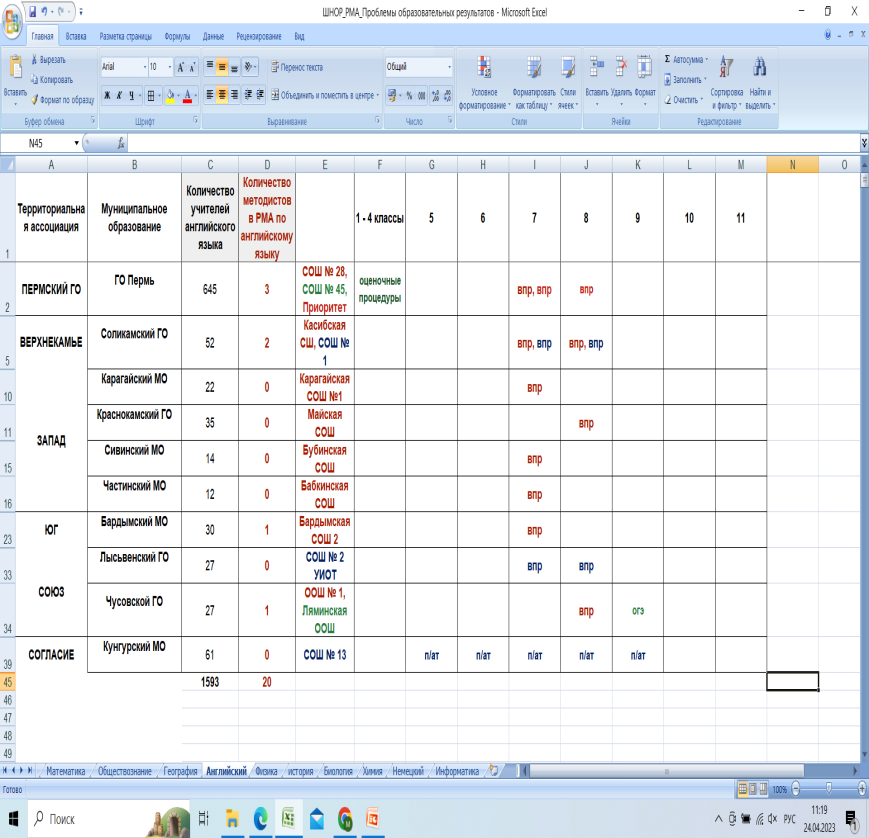 ШНОР_РМА_Проблемы образовательных результатов - Microsoft Excel
Главная Вставка Разметка страницы Формулы Данные Рецензирование Вид
Вырезать
Копировать
Формат по образцу
Вставить
Буфер обмена
Arial 10
Ж К Ч
Шрифт
Перенос текста
Объединить и поместить в центре
Выравнивание
Общий
% 000
Число
Условное форматирование
Форматировать как таблицу
Стили ячеек
Стили
Вставить Удалить Формат
Ячейки
Σ Автосумма
Заполнить
Очистить
Сортировка и фильтр
Найти и выделить
Редактирование
N45 fx
A B C D E F G H I J K L M N O
Территориальна
я ассоциация
Муниципальное
образование
Количество
учителей
английского
языка
Количество
методистов
в РМА по
английскому
языку
1 - 4 классы 5 6 7 8 9 10 11
1
ПЕРМСКИЙ ГО ГО Пермь 645 3
СОШ № 28,
СОШ № 45,
Приоритет
оценочные
процедуры
впр, впр впр
2
ВЕРХНЕКАМЬЕ Соликамский ГО 52 2
Касибская
СШ, СОШ №
1
впр, впр впр, впр
5
Карагайский МО 22 0
Карагайская
СОШ №1
впр
10
Краснокамский ГО 35 0
Майская
СОШ
впр
11
ЗАПАД
Сивинский МО 14 0
Бубинская
СОШ
впр
15
Частинский МО 12 0
Бабкинская
СОШ
впр
16
ЮГ Бардымский МО 30 1
Бардымская
СОШ 2
впр
23
Лысьвенский ГО 27 0
СОШ № 2
УИОТ
впр впр
33
СОЮЗ
Чусовской ГО 27 1
ООШ № 1,
Ляминская
ООШ
впр огэ
34
СОГЛАСИЕ Кунгурский МО 61 0 СОШ № 13 п/ат п/ат п/ат п/ат п/ат
39
45 1593 20
46
47
48
49
Математика Обществознание География Английский Физика история Биология Химия Немецкий Информатика
Готово 100%
Поиск
РУС
11:19
24.04.2023
1